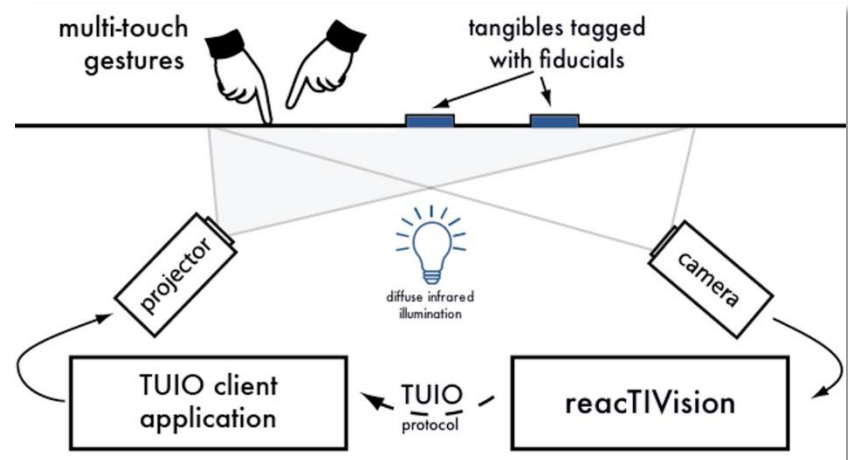 multi-touch
gestures
tangibles tagged
with fiducials
projector
diffuse infrared
illumination
camera
TUIO client
application
TUIO
protocol
reacTIVision